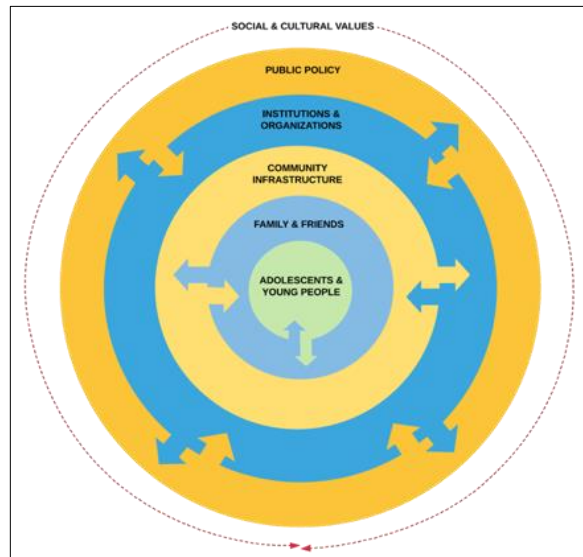 SOCIAL & CULTURAL VALUES
PUBLIC POLICY
INSTITUTIONS &
ORGANIZATIONS
COMMUNITY
INFRASTRUCTURE
FAMILY & FRIENDS
ADOLESCENTS &
YOUNG PEOPLE